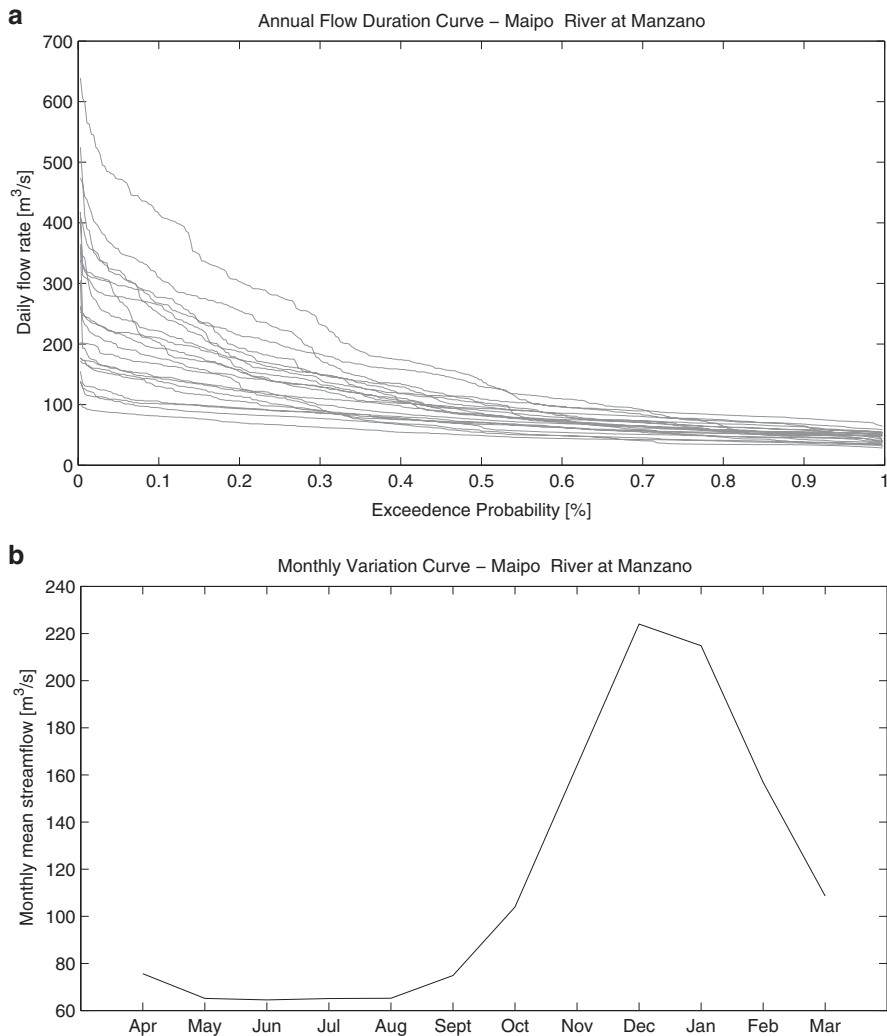 a
Annual Flow Duration Curve – Maipo River at Manzano
700
600
500
400
300
200
100
0
Daily flow rate [m³/s]
0 0.1 0.2 0.3 0.4 0.5 0.6 0.7 0.8 0.9 1
Exceedence Probability [%]
b
Monthly Variation Curve – Maipo River at Manzano
240
220
200
180
160
140
120
100
80
60
Monthly mean streamflow [m³/s]
Apr May Jun Jul Aug Sept Oct Nov Dec Jan Feb Mar